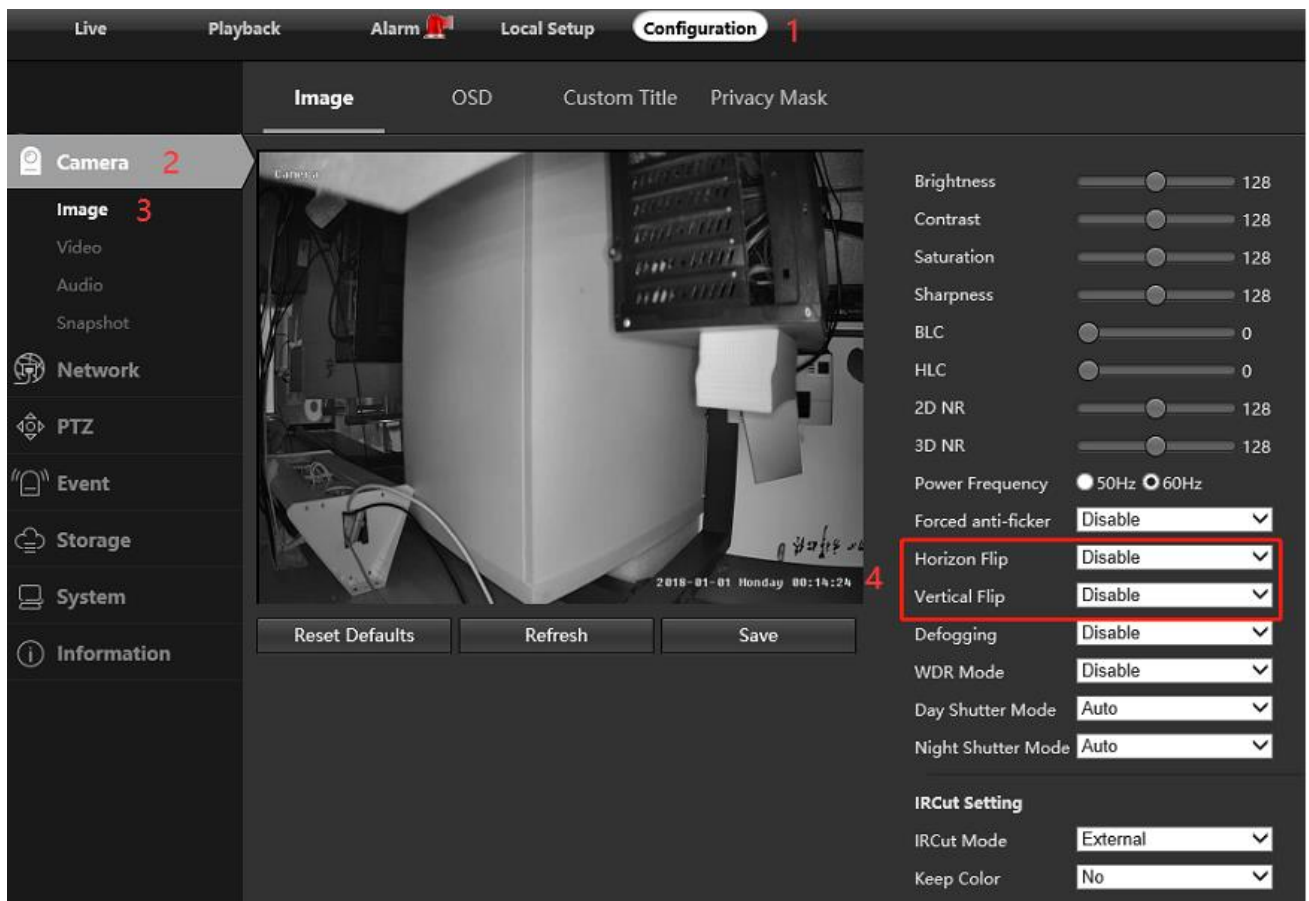 Live Playback Alarm Local Setup Configuration 1
Image OSD Custom Title Privacy Mask
Camera 2
Image 3
Video
Audio
Snapshot
Network
PTZ
Event
Storage
System
Information
Camera
2018-01-01 Monday 00:14:24
Reset Defaults Refresh Save
Brightness 128
Contrast 128
Saturation 128
Sharpness 128
BLC 0
HLC 0
2D NR 128
3D NR 128
Power Frequency 50Hz 60Hz
Forced anti-ficker Disable
4
Horizon Flip Disable
Vertical Flip Disable
Defogging Disable
WDR Mode Disable
Day Shutter Mode Auto
Night Shutter Mode Auto
IRCut Setting
IRCut Mode External
Keep Color No